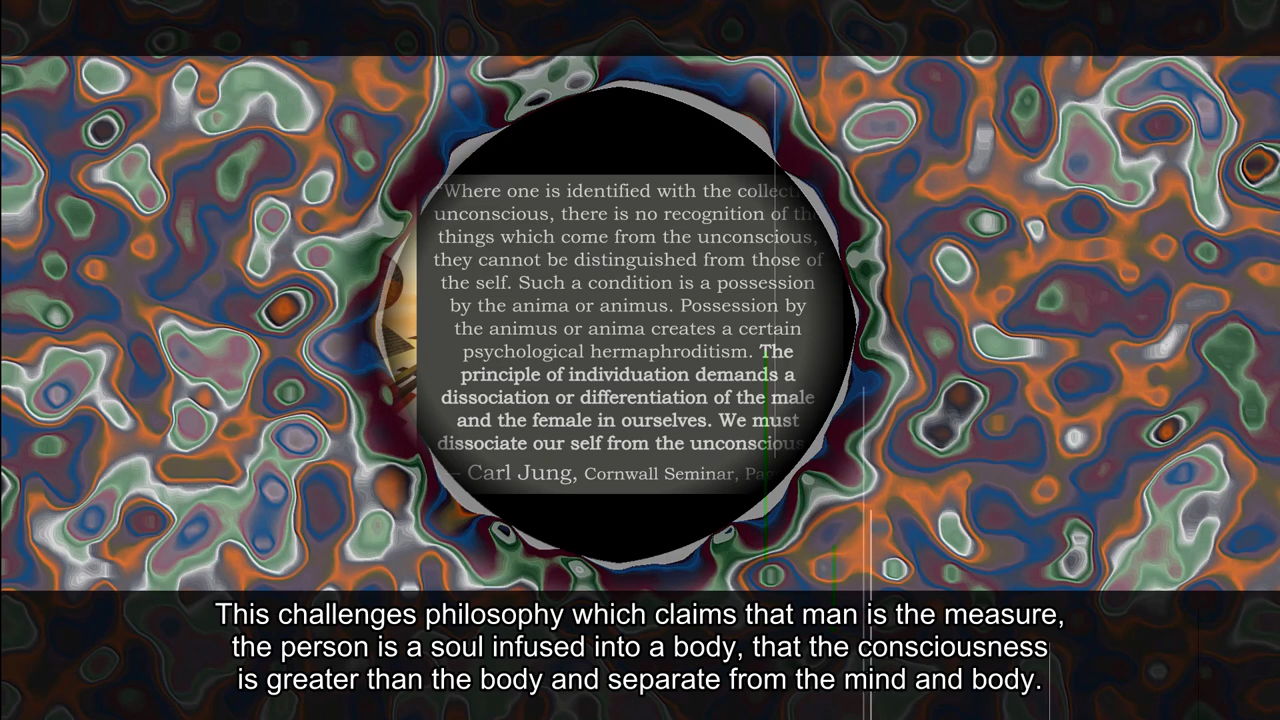 “Where one is identified with the collect
unconscious, there is no recognition of the
things which come from the unconscious,
they cannot be distinguished from those of
the self. Such a condition is a possession
by the anima or animus. Possession by
the animus or anima creates a certain
psychological hermaphroditism. The
principle of individuation demands a
dissociation or differentiation of the male
and the female in ourselves. We must
dissociate our self from the unconscious
– Carl Jung, Cornwall Seminar,
This challenges philosophy which claims that man is the measure,
the person is a soul infused into a body, that the consciousness
is greater than the body and separate from the mind and body.